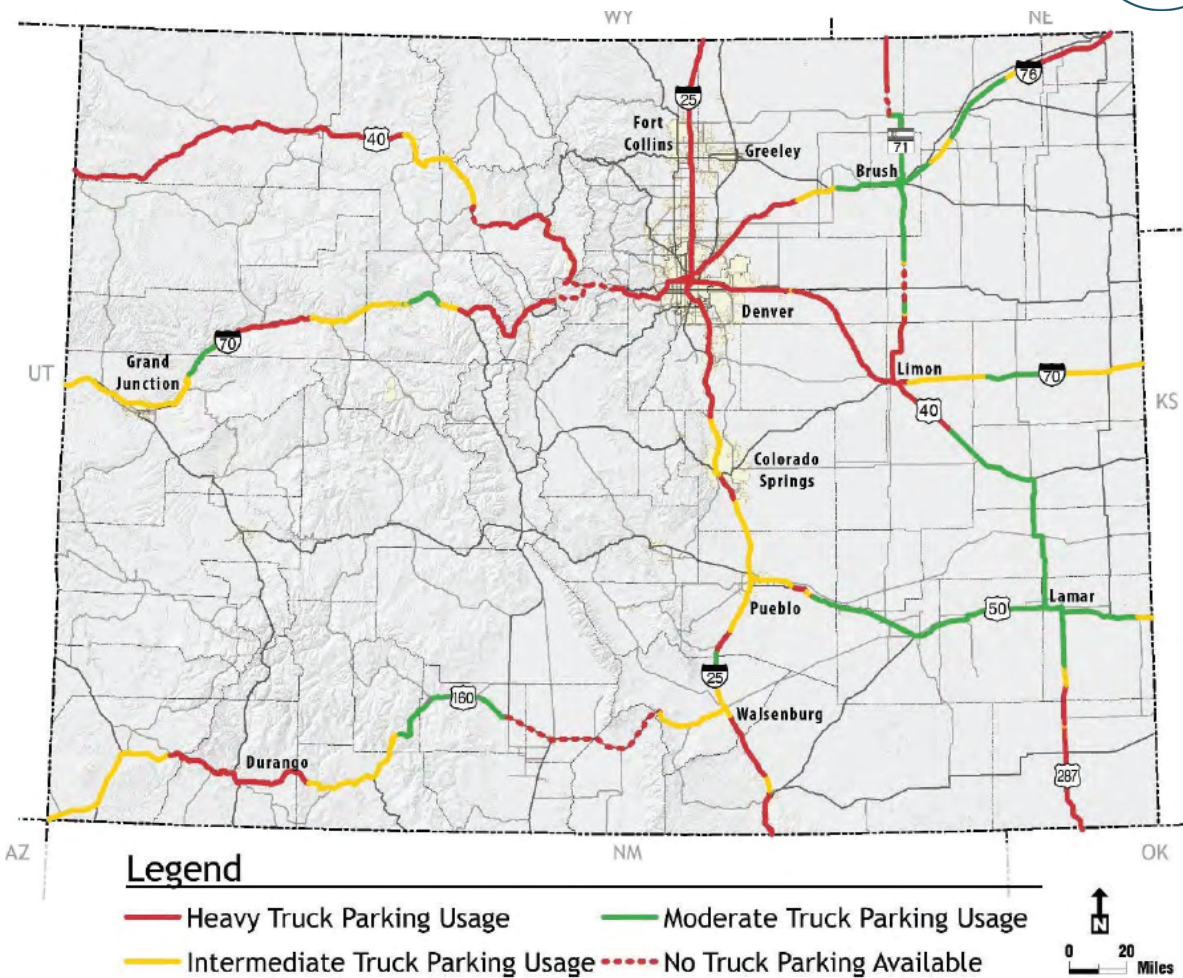 WY
NE
76
25
Fort
Collins
40
71
Greeley
Brush
Denver
70
Grand
Junction
UT
Limon
70
KS
40
Colorado
Springs
Pueblo
50
Lamar
160
25
Walsenburg
Durango
287
AZ
NM
OK
Legend
Heavy Truck Parking Usage
Moderate Truck Parking Usage
Intermediate Truck Parking Usage
No Truck Parking Available
N
0 20
Miles